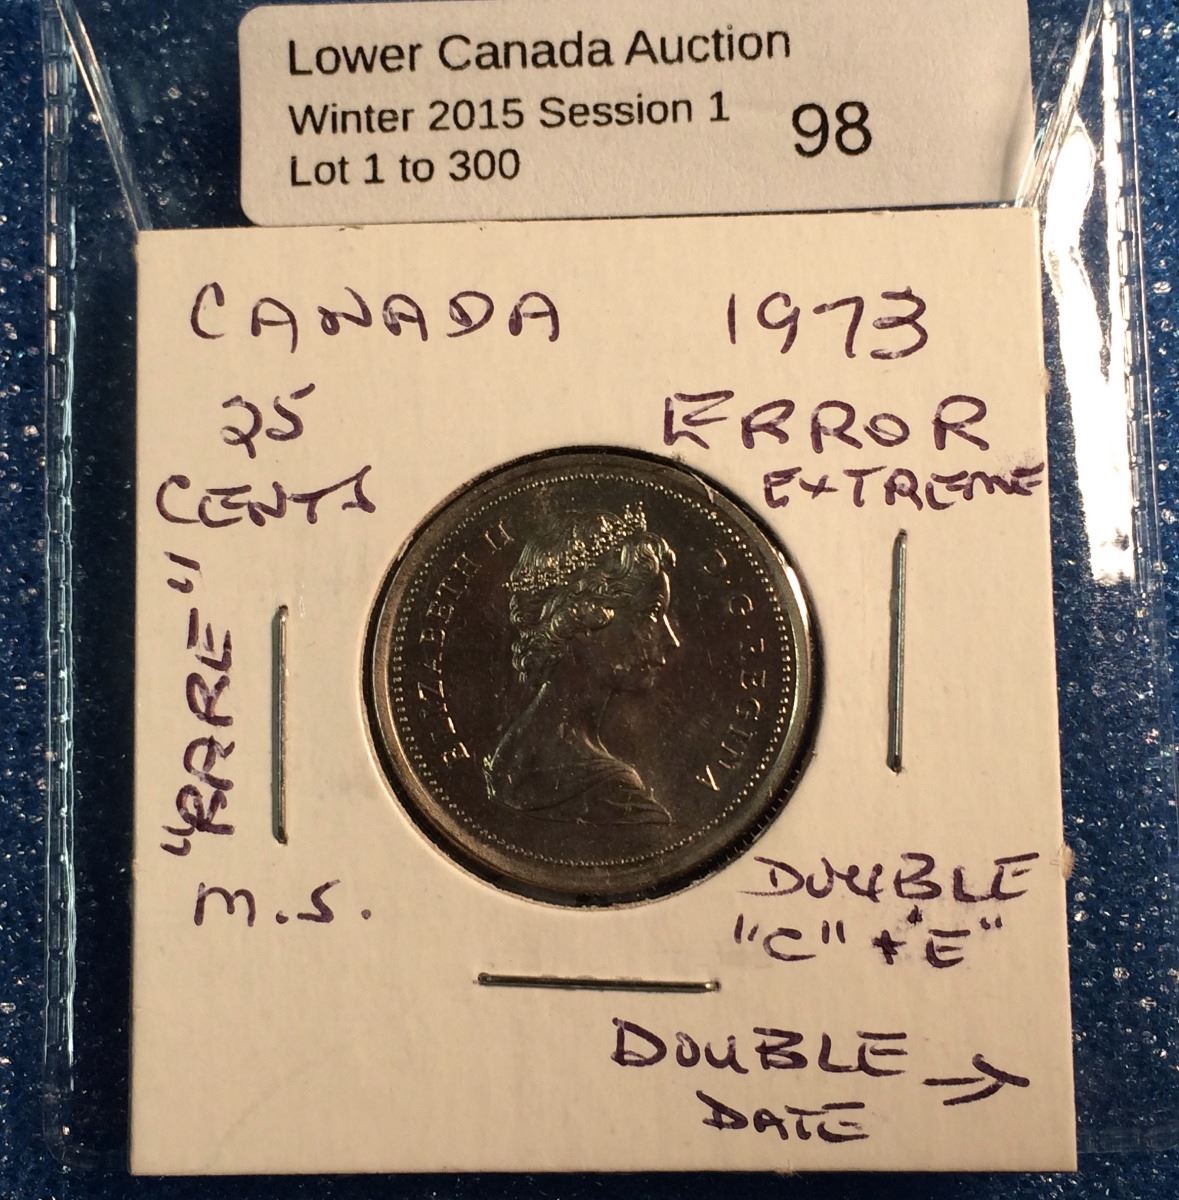 Lower Canada Auction
Winter 2015 Session 1
98
Lot 1 to 300
CANADA 1973
25
CENTS
ERROR
EXTREME
"RARE"
M.S.
ELIZABETH II D·G·REGINA
DOUBLE
"C" + "E"
DOUBLE →
DATE